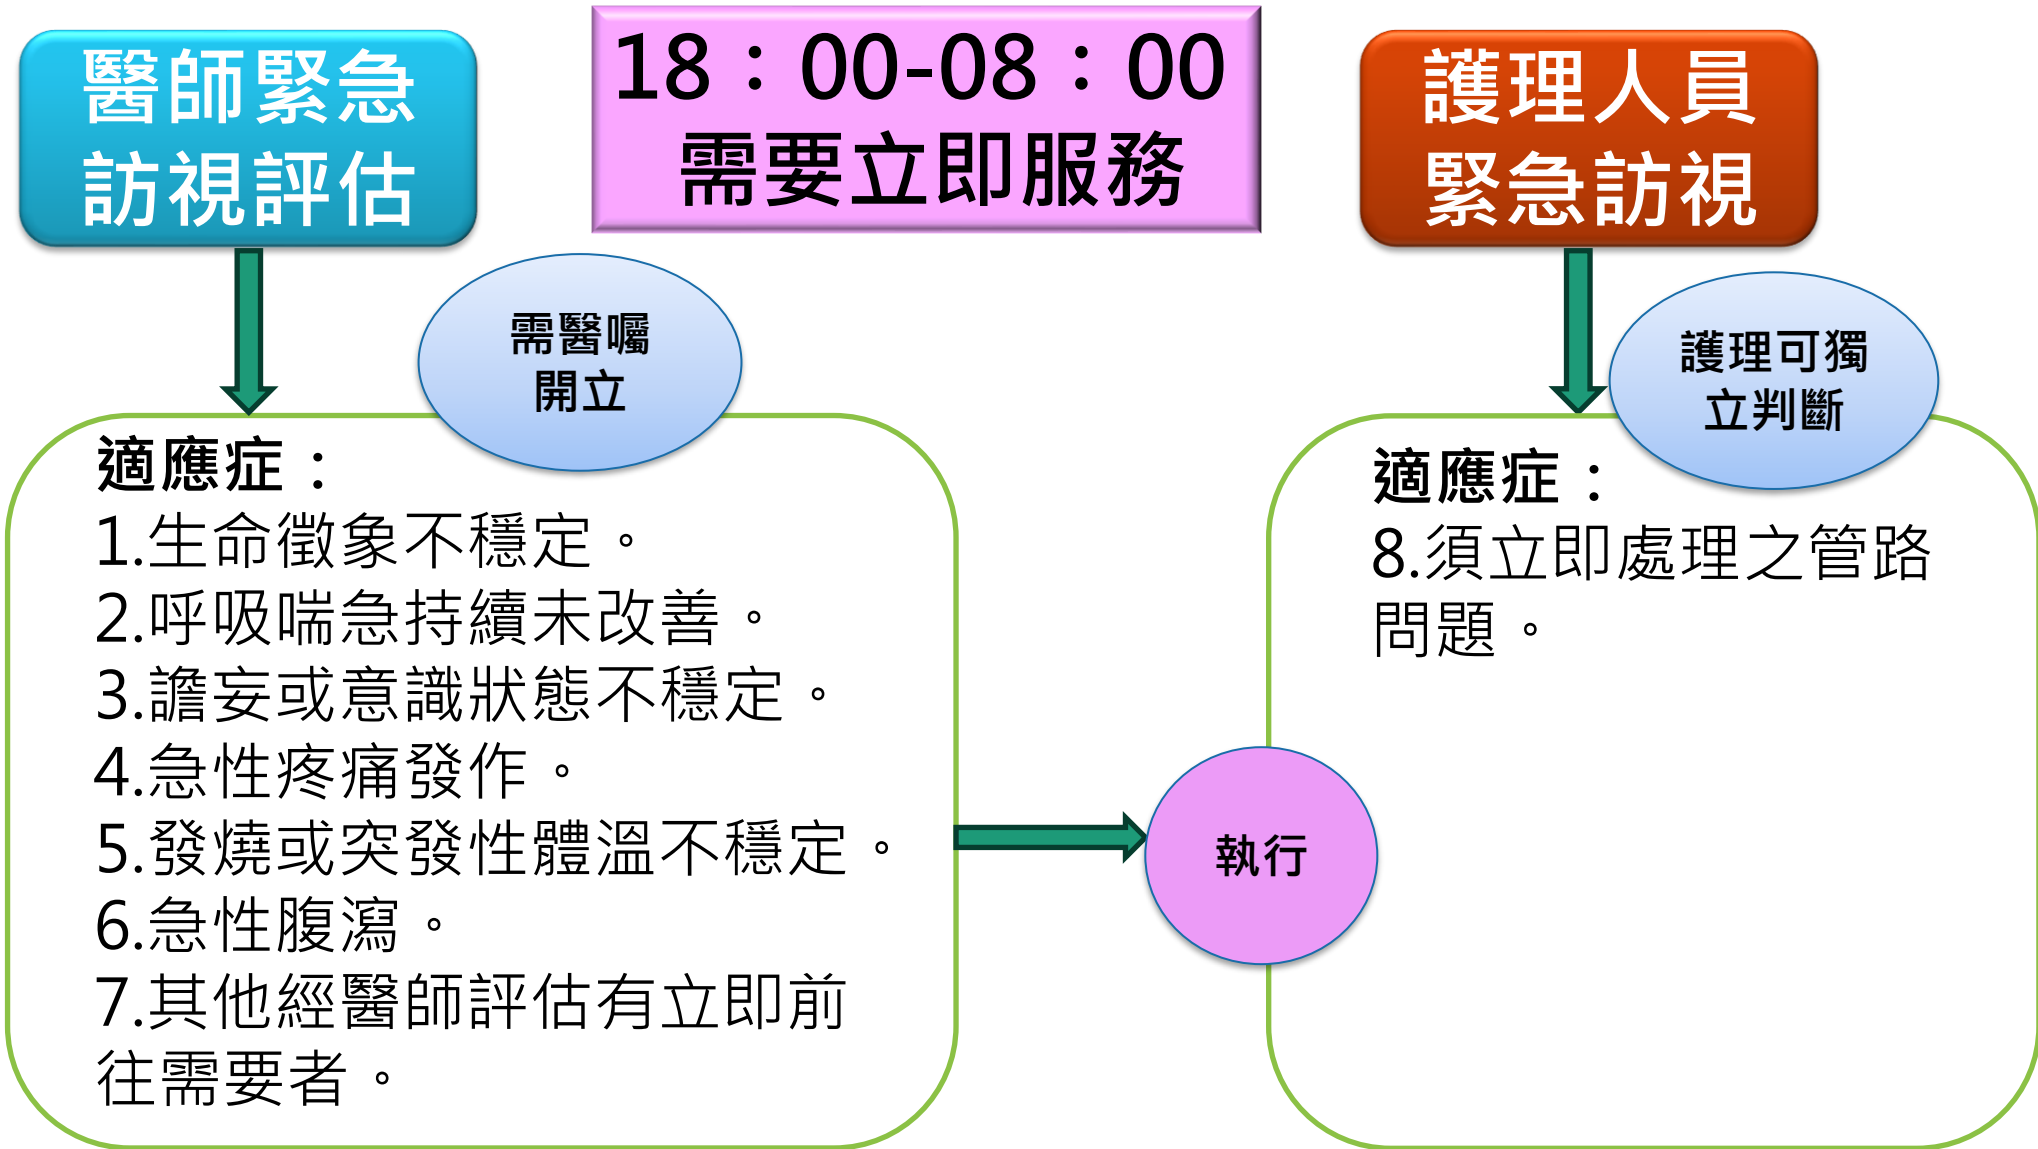 醫師緊急
訪視評估
18：00-08：00
需要立即服務
護理人員
緊急訪視
需醫囑
開立
適應症：
1.生命徵象不穩定。
2.呼吸喘急持續未改善。
3.譫妄或意識狀態不穩定。
4.急性疼痛發作。
5.發燒或突發性體溫不穩定。
6.急性腹瀉。
7.其他經醫師評估有立即前
往需要者。
執行
護理可獨
立判斷
適應症：
8.須立即處理之管路
問題。